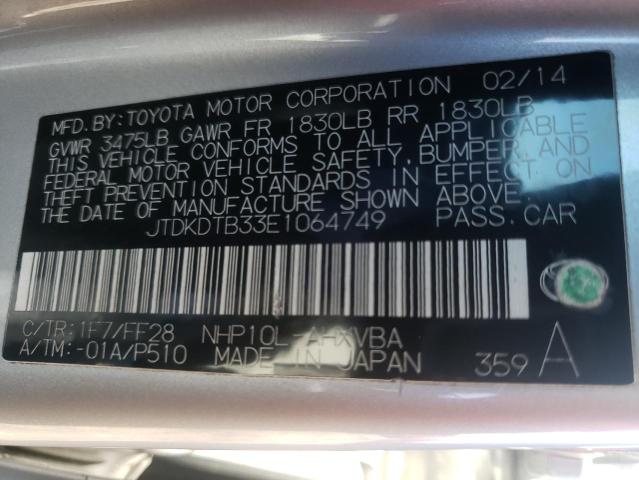 MFD. BY: TOYOTA MOTOR CORPORATION 02/14
GVWR 3475LB GAWR FR 1830LB RR 1830LB
THIS VEHICLE CONFORMS TO ALL APPLICABLE
FEDERAL MOTOR VEHICLE SAFETY, BUMPER, AND
THEFT PREVENTION STANDARDS IN EFFECT ON
THE DATE OF MANUFACTURE SHOWN ABOVE.
JTDKDTB33E1064749 PASS. CAR
C/TR: 1F7/FF28 NHP10L-AHXVBA
A/TM: -01A/P510 MADE IN JAPAN 359 A